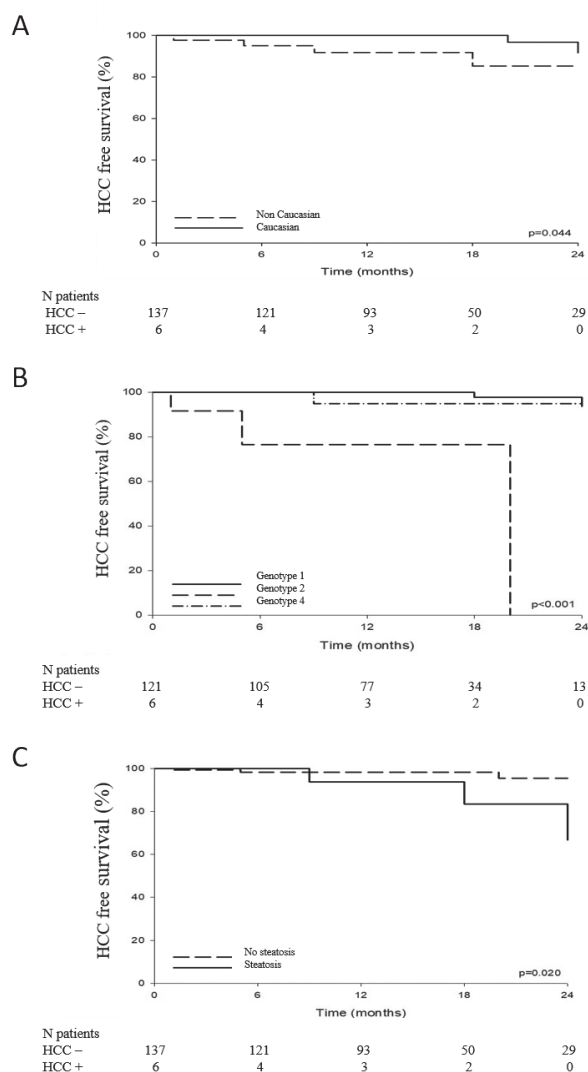 A
HCC free survival (%)
100
80
60
40
20
0
Non Caucasian
Caucasian
p=0.044
0 6 12 18 24
Time (months)
N patients
HCC – 137 121 93 50 29
HCC + 6 4 3 2 0
B
HCC free survival (%)
100
80
60
40
20
0
Genotype 1
Genotype 2
Genotype 4
p<0.001
0 6 12 18 24
Time (months)
N patients
HCC – 121 105 77 34 13
HCC + 6 4 3 2 0
C
HCC free survival (%)
100
80
60
40
20
0
No steatosis
Steatosis
p=0.020
0 6 12 18 24
Time (months)
N patients
HCC – 137 121 93 50 29
HCC + 6 4 3 2 0